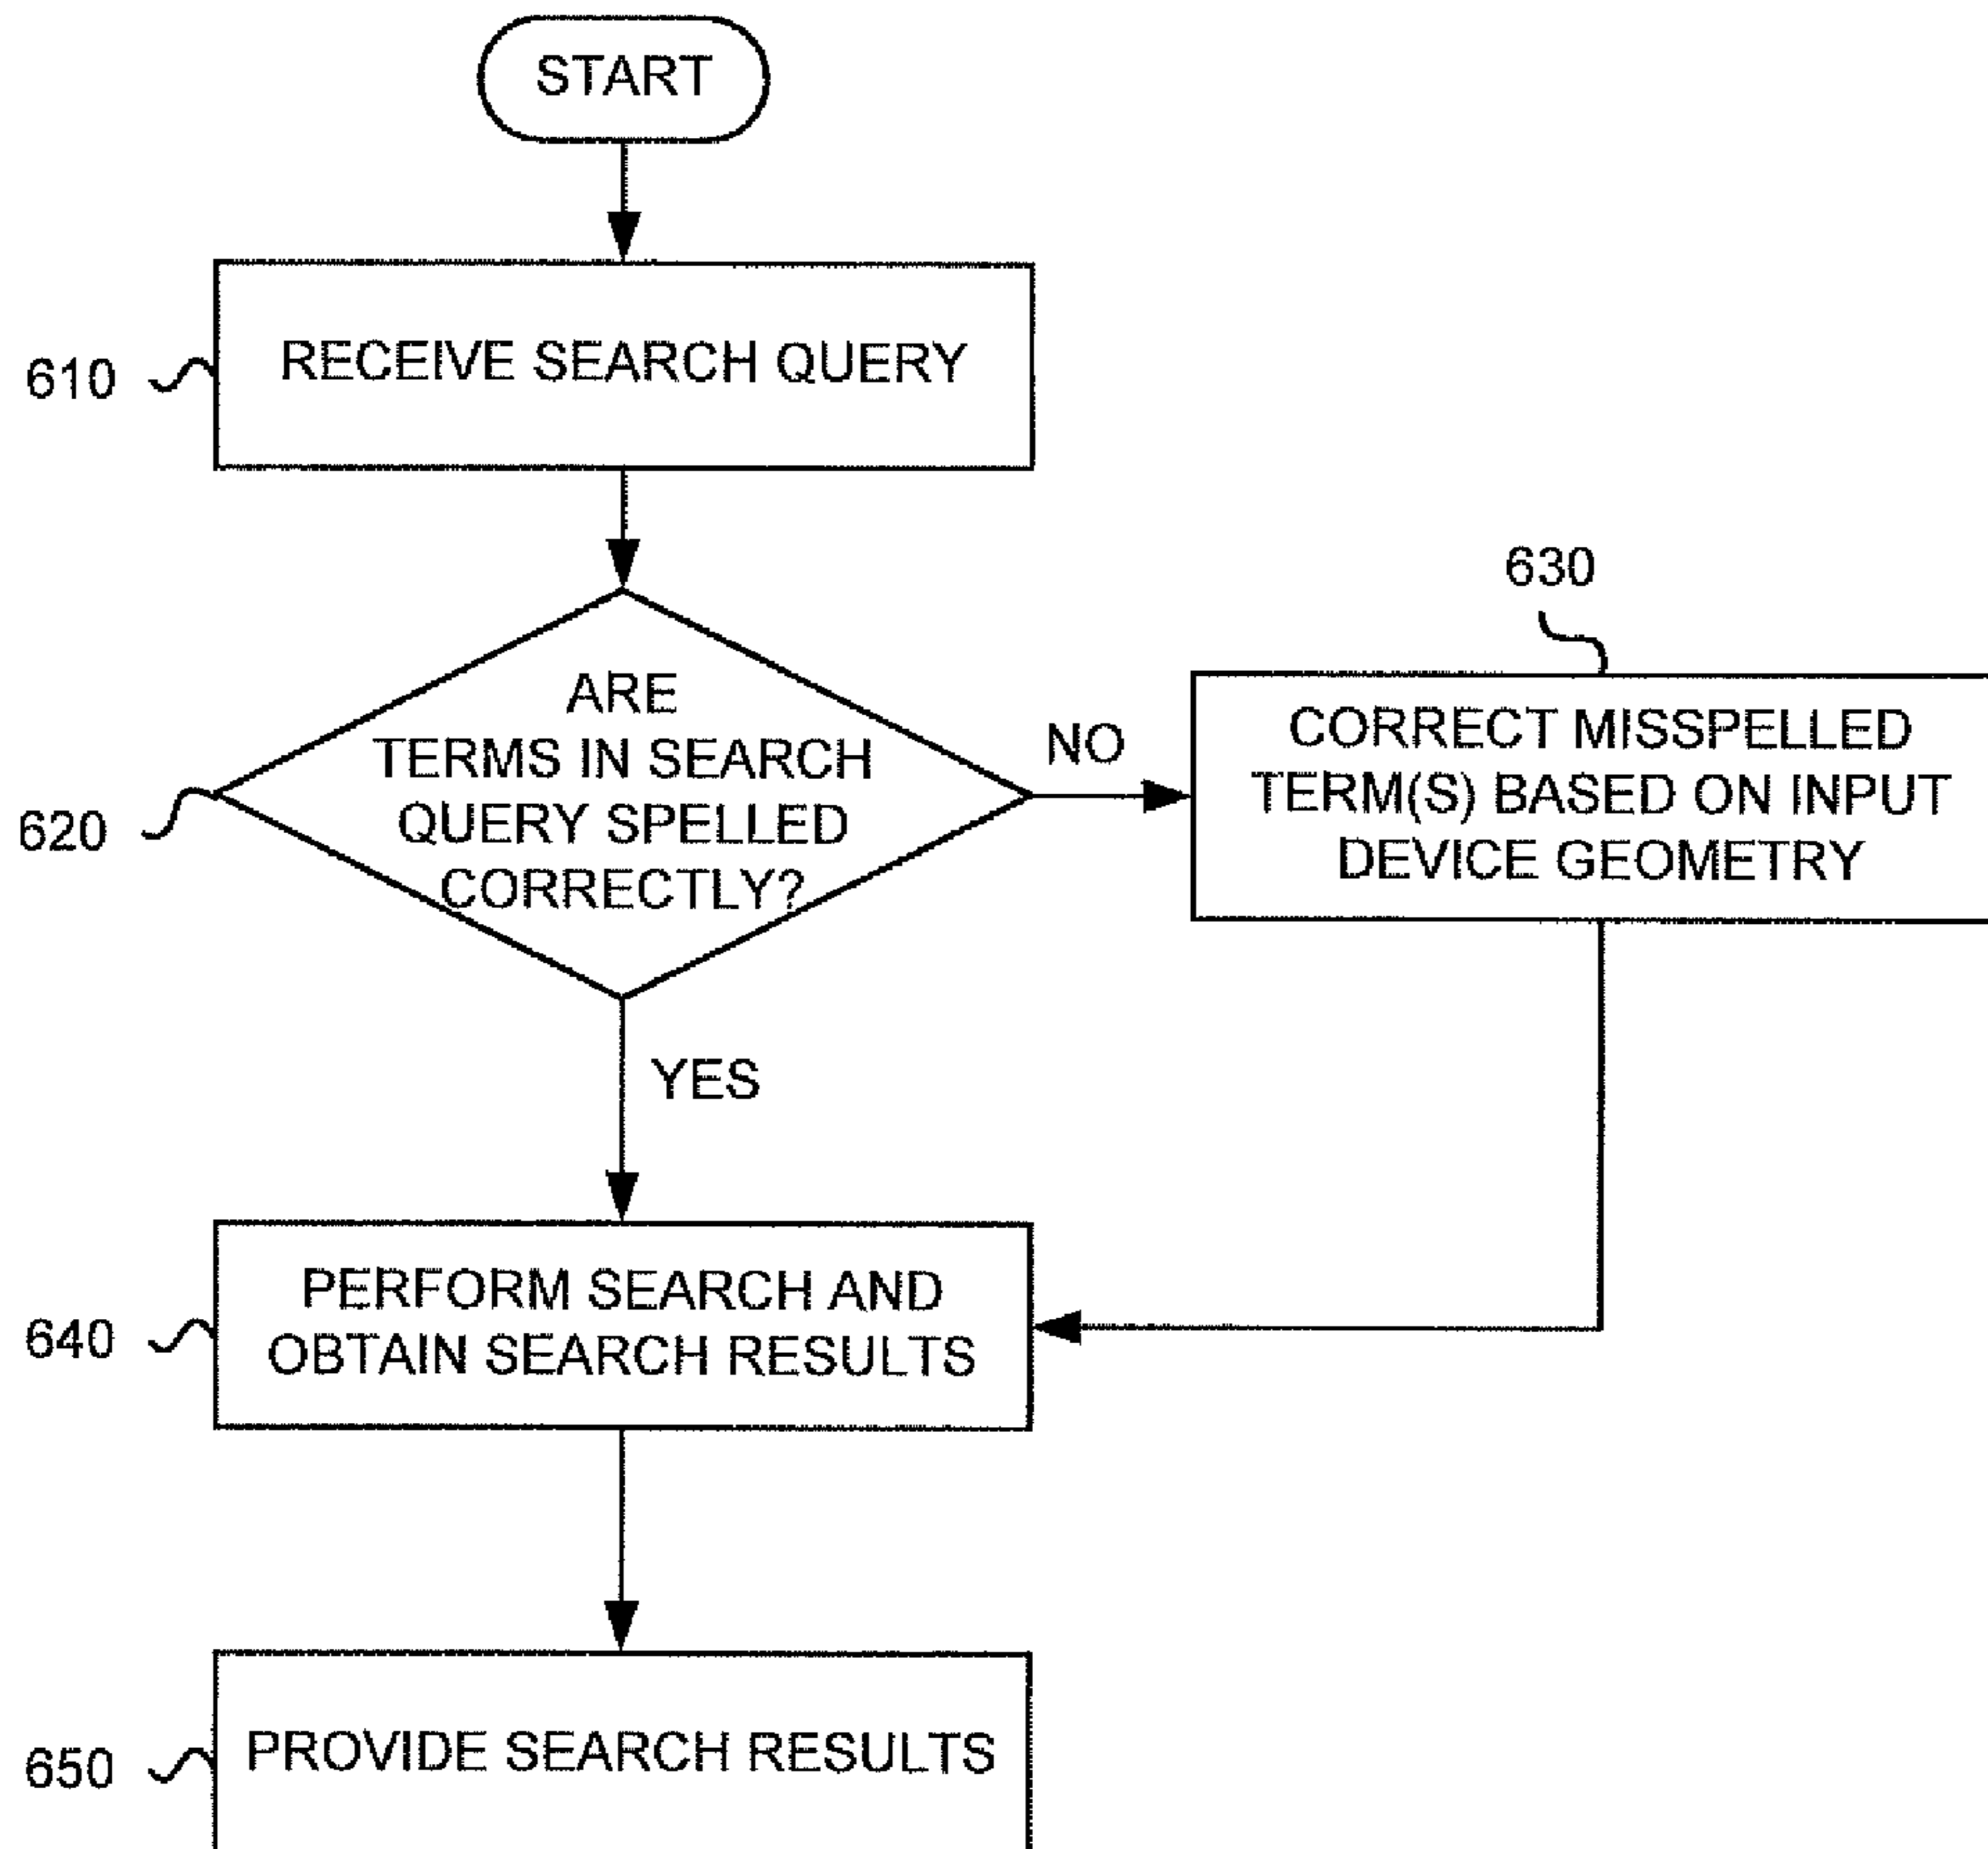 START
610
RECEIVE SEARCH QUERY
620
ARE
TERMS IN SEARCH
QUERY SPELLED
CORRECTLY?
NO
630
CORRECT MISSPELLED
TERM(S) BASED ON INPUT
DEVICE GEOMETRY
YES
640
PERFORM SEARCH AND
OBTAIN SEARCH RESULTS
650
PROVIDE SEARCH RESULTS